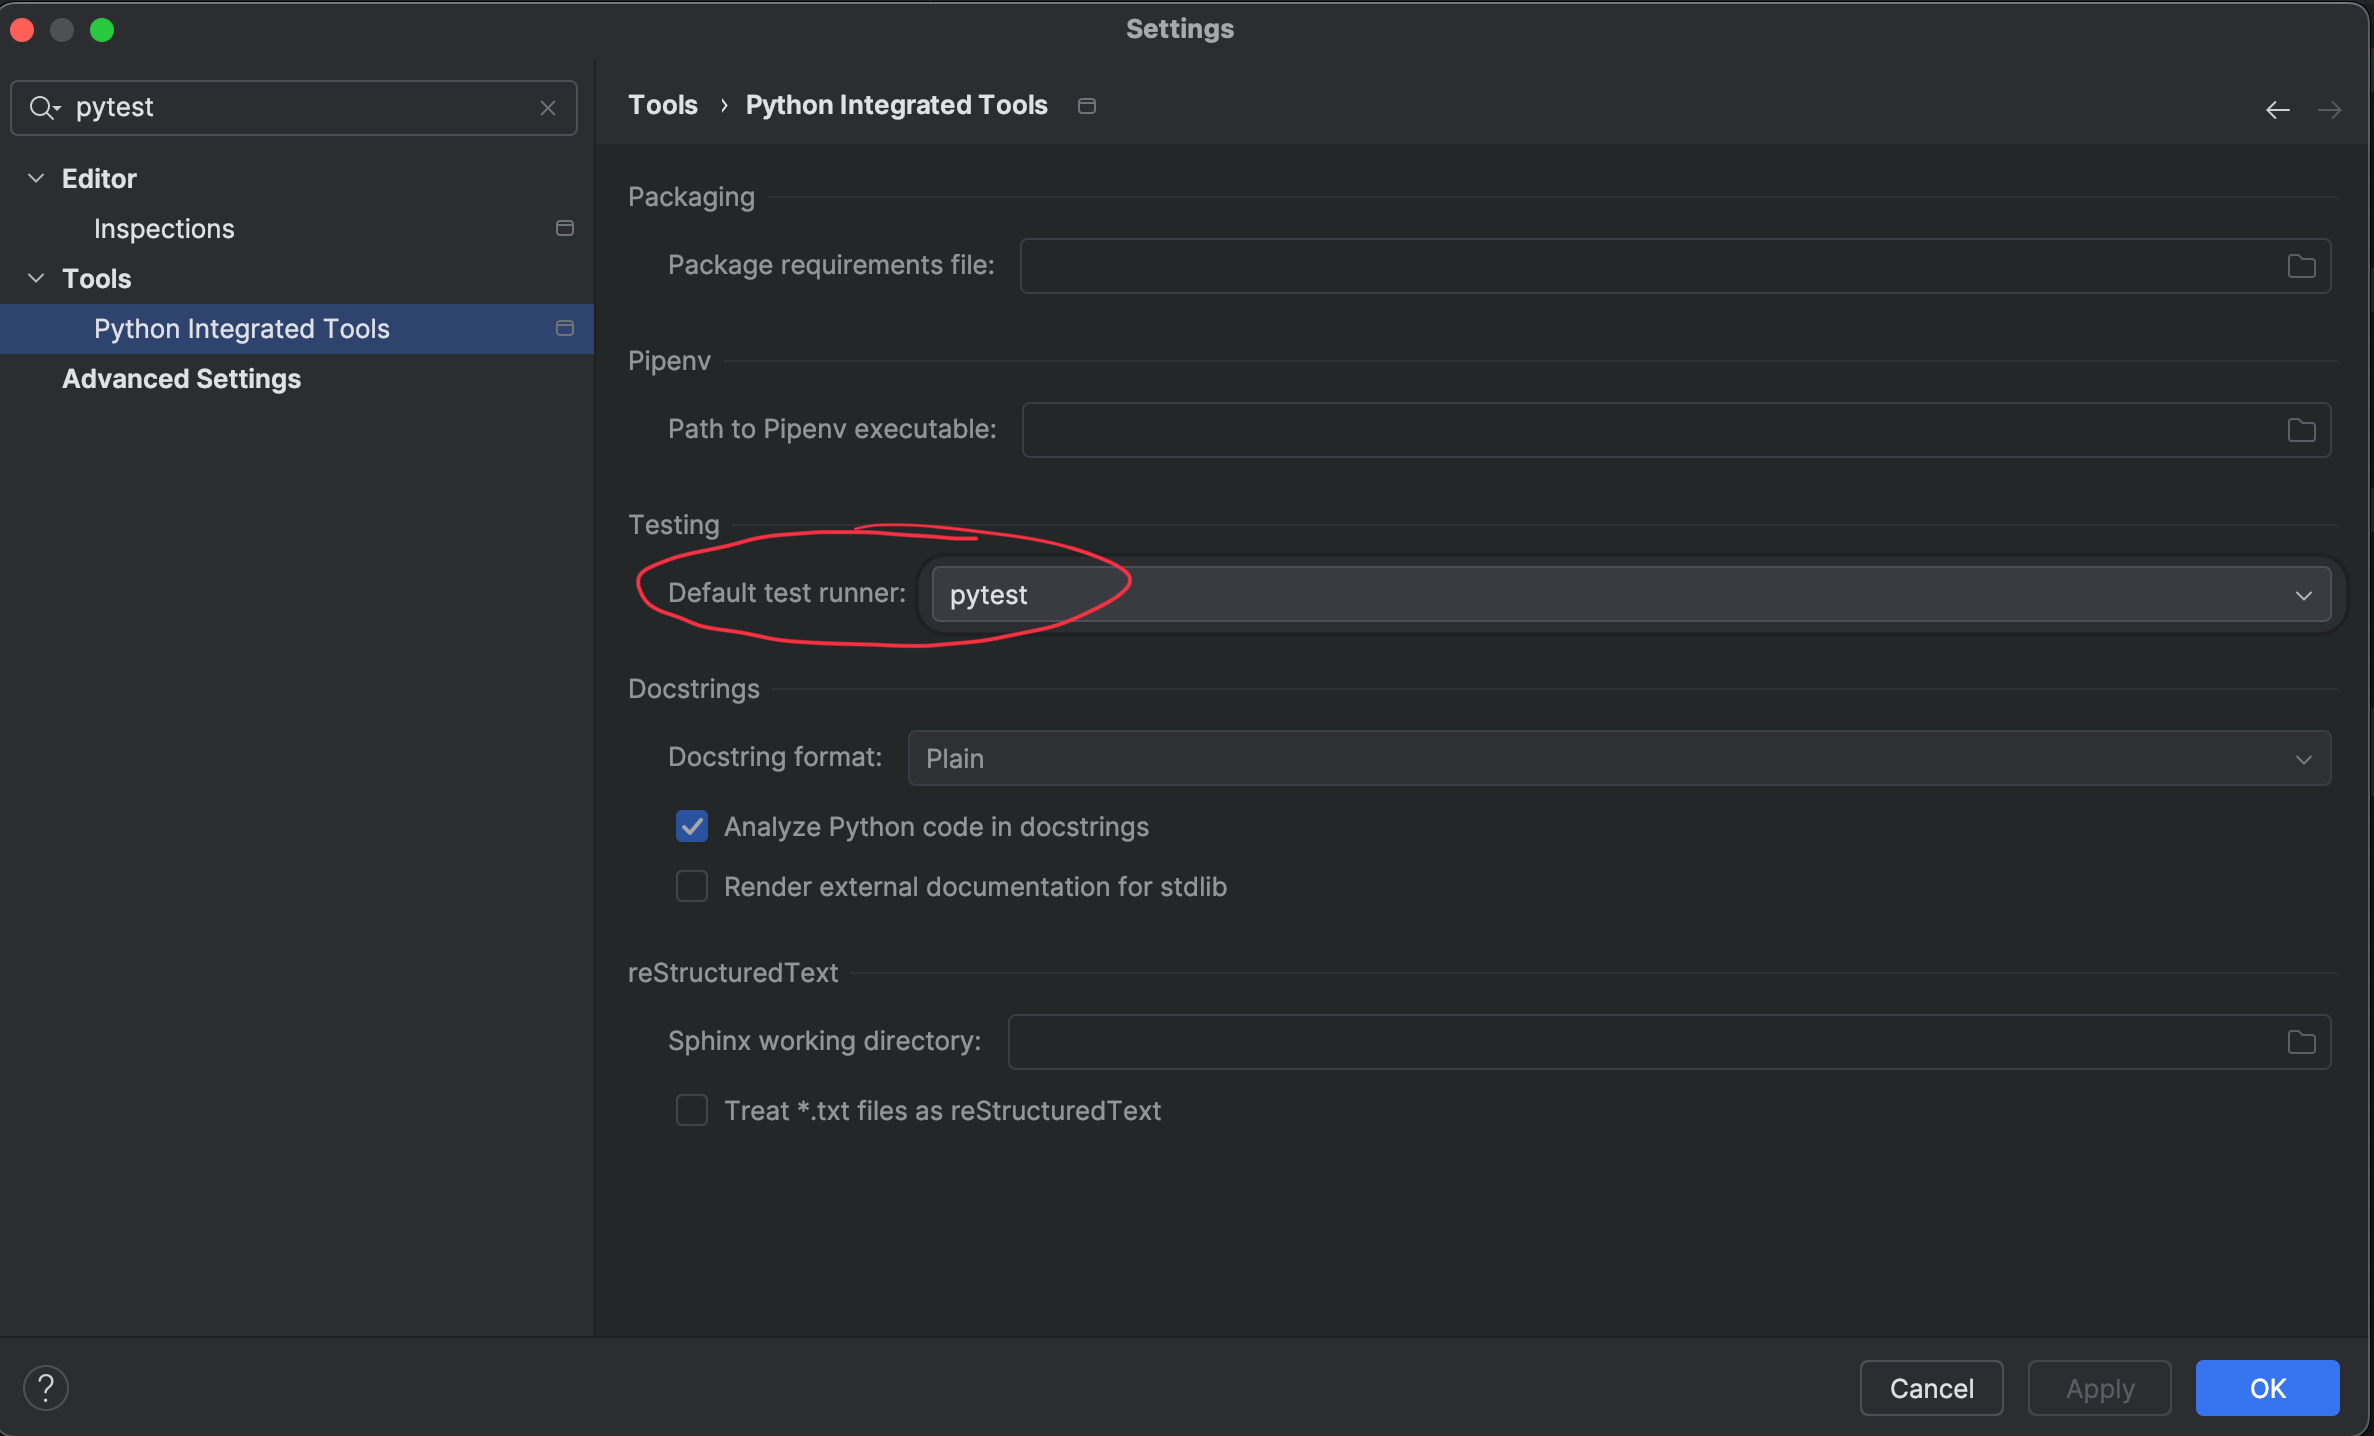 Settings
pytest
Editor
Inspections
Tools
Python Integrated Tools
Advanced Settings
Tools › Python Integrated Tools
Packaging
Package requirements file:
Pipenv
Path to Pipenv executable:
Testing
Default test runner: pytest
Docstrings
Docstring format: Plain
Analyze Python code in docstrings
Render external documentation for stdlib
reStructuredText
Sphinx working directory:
Treat *.txt files as reStructuredText
? Cancel Apply OK